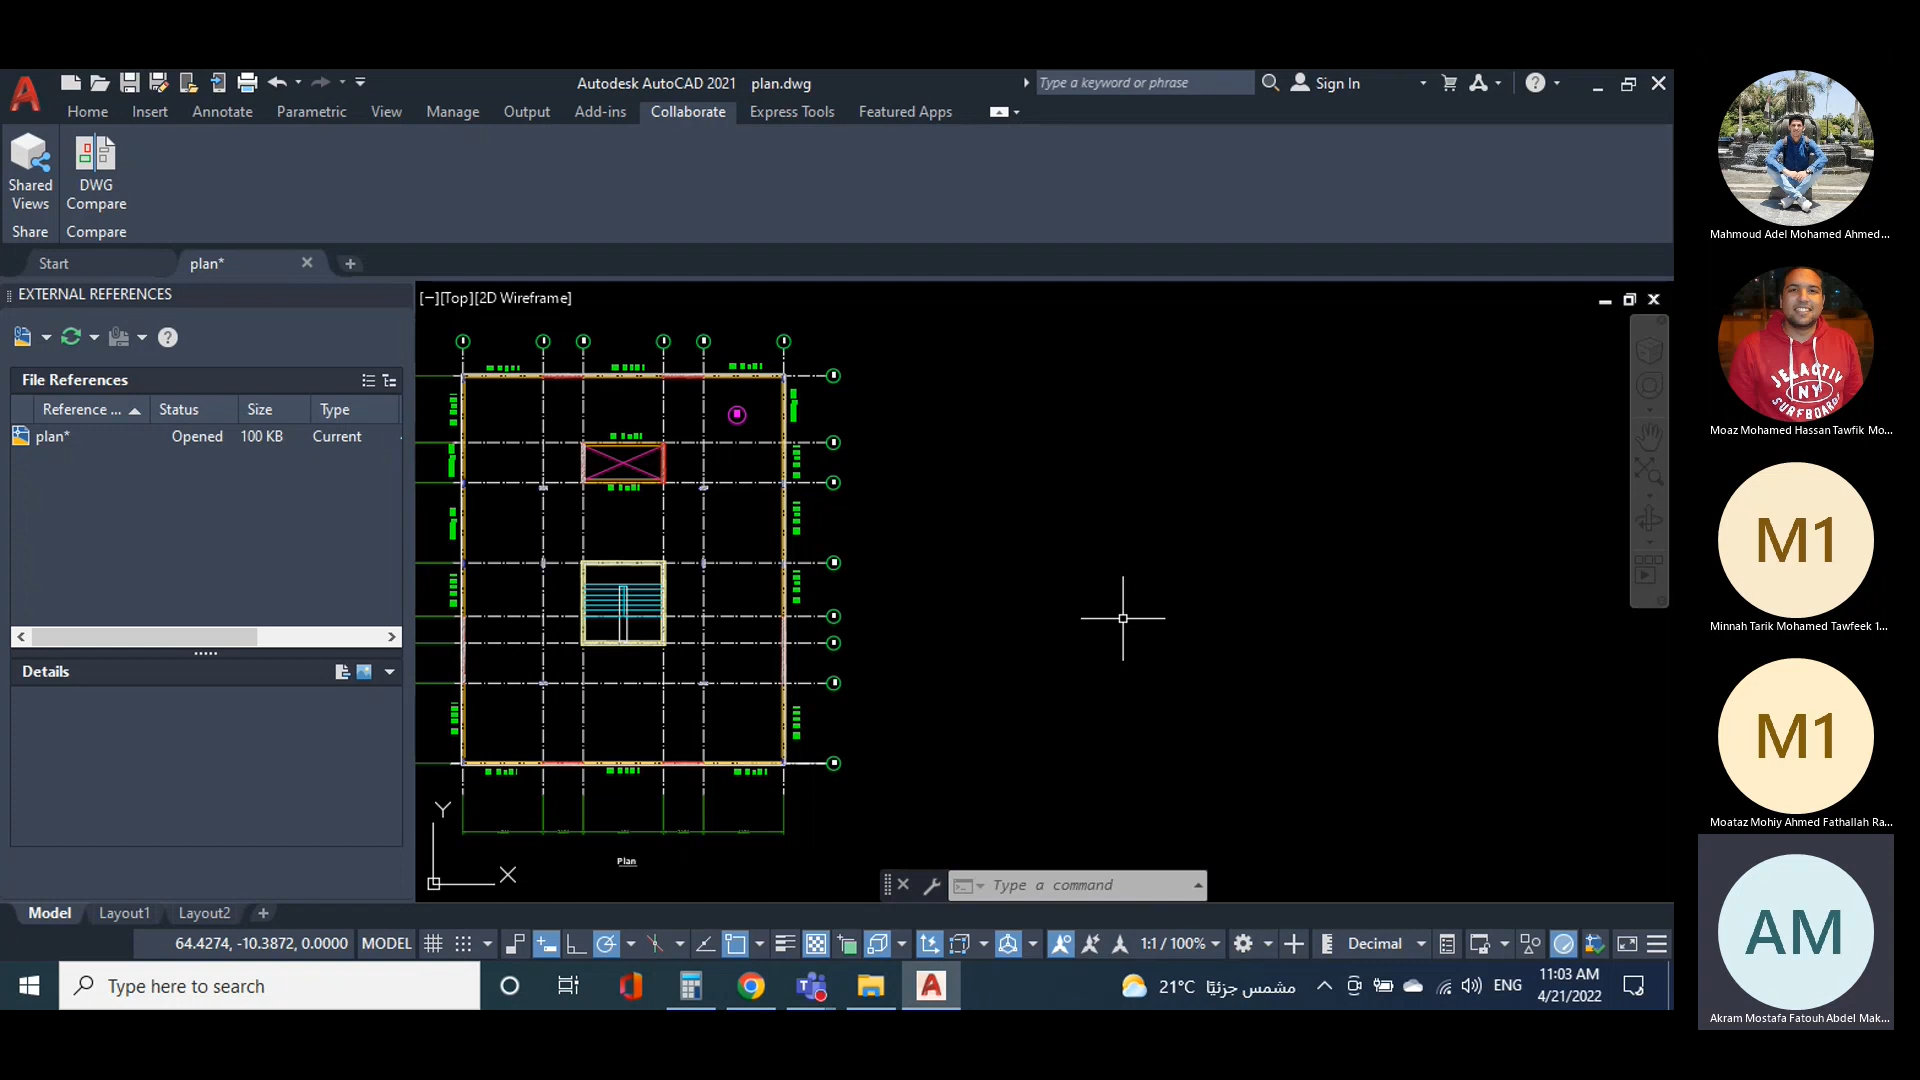 Autodesk AutoCAD 2021 plan.dwg
Type a keyword or phrase
Sign In
Home Insert Annotate Parametric View Manage Output Add-ins Collaborate Express Tools Featured Apps
Shared Views
DWG Compare
Share Compare
Start plan*
EXTERNAL REFERENCES
[−][Top][2D Wireframe]
File References
Reference ... Status Size Type
plan* Opened 100 KB Current
Details
Y
X
Plan
Type a command
Model Layout1 Layout2
64.4274, -10.3872, 0.0000 MODEL 1:1 / 100% Decimal
Type here to search
21°C مشمس جزئيًا ENG
11:03 AM
4/21/2022
Mahmoud Adel Mohamed Ahmed...
JELACTIV
NY
SURFBOARD
Moaz Mohamed Hassan Tawfik Mo...
M1
Minnah Tarik Mohamed Tawfeek 1...
M1
Moataz Mohiy Ahmed Fathallah Ra...
AM
Akram Mostafa Fatouh Abdel Mak...